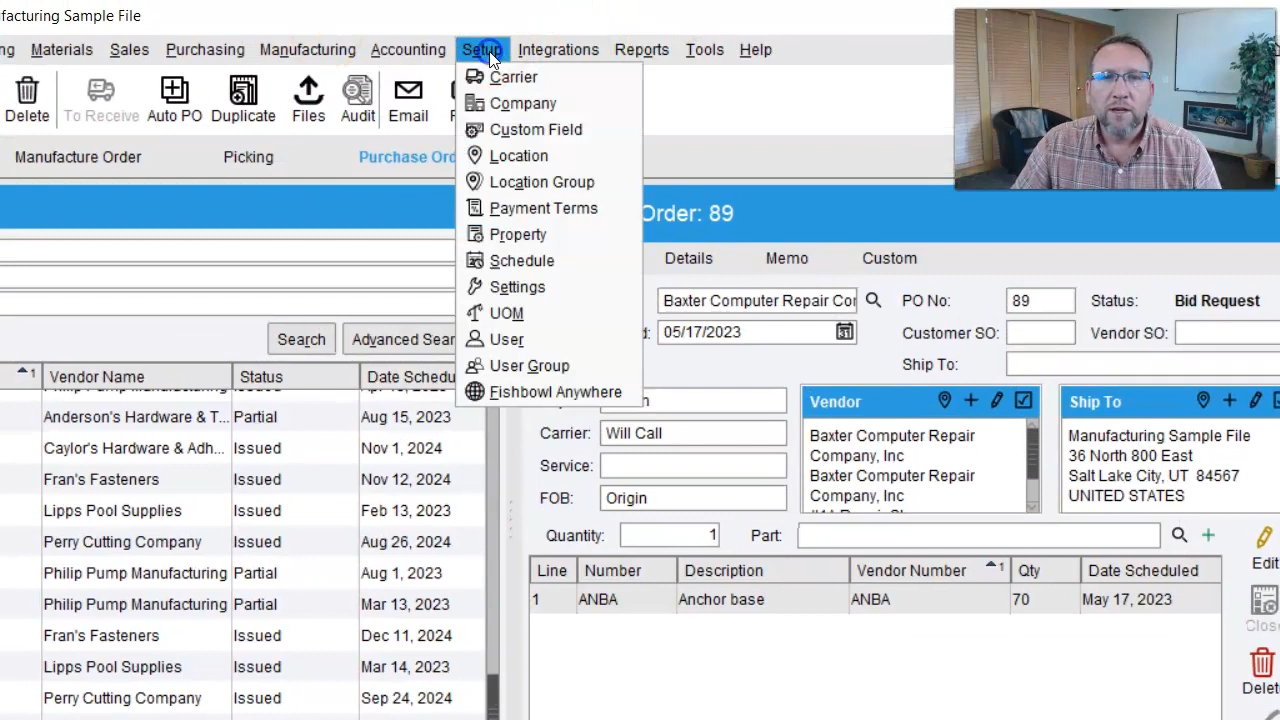 facturing Sample File
ng Materials Sales Purchasing Manufacturing Accounting Setup Integrations Reports Tools Help
Delete To Receive Auto PO Duplicate Files Audit Email
Manufacture Order Picking Purchase Ord
Carrier
Company
Custom Field
Location
Location Group
Payment Terms
Property
Schedule
Settings
UOM
User
User Group
Fishbowl Anywhere
Order: 89
Details Memo Custom
Baxter Computer Repair Cor PO No: 89 Status: Bid Request
d: 05/17/2023 31 Customer SO: Vendor SO:
Ship To:
Search Advanced Sear
1 Vendor Name Status Date Schedu
Anderson's Hardware & T... Partial Aug 15, 2023
Caylor's Hardware & Adh... Issued Nov 1, 2024
Fran's Fasteners Issued Nov 12, 2024
Lipps Pool Supplies Issued Feb 13, 2023
Perry Cutting Company Issued Aug 26, 2024
Philip Pump Manufacturing Partial Aug 1, 2023
Philip Pump Manufacturing Partial Mar 13, 2023
Fran's Fasteners Issued Dec 11, 2024
Lipps Pool Supplies Issued Mar 14, 2023
Perry Cutting Company Issued Sep 24, 2024
Carrier: Will Call
Service:
FOB: Origin
Vendor
Baxter Computer Repair
Company, Inc
Baxter Computer Repair
Company, Inc
Ship To
Manufacturing Sample File
36 North 800 East
Salt Lake City, UT 84567
UNITED STATES
Quantity: 1 Part:
Line Number Description Vendor Number 1 Qty Date Scheduled
1 ANBA Anchor base ANBA 70 May 17, 2023
Edit
Close
Delet